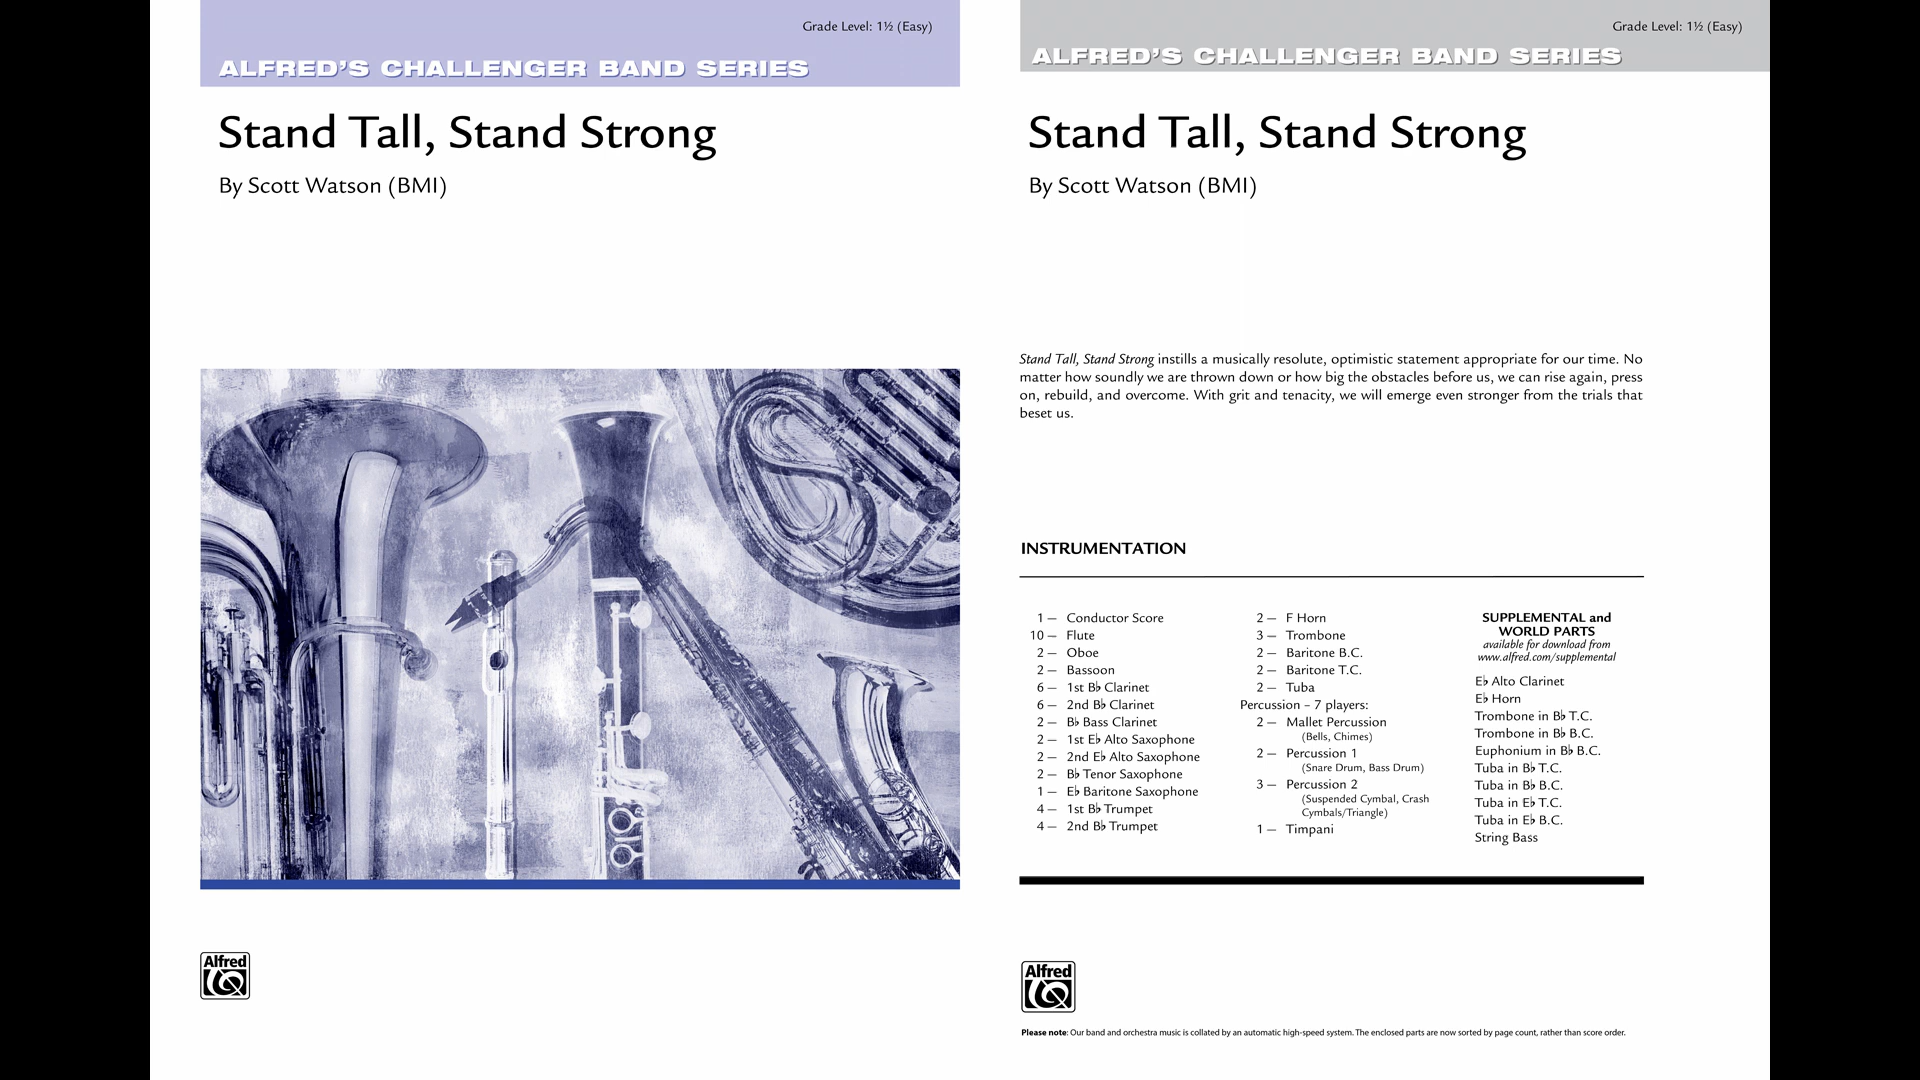 Grade Level: 1½ (Easy)
ALFRED'S CHALLENGER BAND SERIES
Stand Tall, Stand Strong
By Scott Watson (BMI)
Alfred
Grade Level: 1½ (Easy)
ALFRED'S CHALLENGER BAND SERIES
Stand Tall, Stand Strong
By Scott Watson (BMI)
Stand Tall, Stand Strong instills a musically resolute, optimistic statement appropriate for our time. No
matter how soundly we are thrown down or how big the obstacles before us, we can rise again, press
on, rebuild, and overcome. With grit and tenacity, we will emerge even stronger from the trials that
beset us.
INSTRUMENTATION
1 — Conductor Score
10 — Flute
2 — Oboe
2 — Bassoon
6 — 1st B♭ Clarinet
6 — 2nd B♭ Clarinet
2 — B♭ Bass Clarinet
2 — 1st E♭ Alto Saxophone
2 — 2nd E♭ Alto Saxophone
2 — B♭ Tenor Saxophone
1 — E♭ Baritone Saxophone
4 — 1st B♭ Trumpet
4 — 2nd B♭ Trumpet
2 — F Horn
3 — Trombone
2 — Baritone B.C.
2 — Baritone T.C.
2 — Tuba
Percussion – 7 players:
2 — Mallet Percussion
(Bells, Chimes)
2 — Percussion 1
(Snare Drum, Bass Drum)
3 — Percussion 2
(Suspended Cymbal, Crash
Cymbals/Triangle)
1 — Timpani
SUPPLEMENTAL and
WORLD PARTS
available for download from
www.alfred.com/supplemental
E♭ Alto Clarinet
E♭ Horn
Trombone in B♭ T.C.
Trombone in B♭ B.C.
Euphonium in B♭ B.C.
Tuba in B♭ T.C.
Tuba in B♭ B.C.
Tuba in E♭ T.C.
Tuba in E♭ B.C.
String Bass
Alfred
Please note: Our band and orchestra music is collated by an automatic high-speed system. The enclosed parts are now sorted by page count, rather than score order.